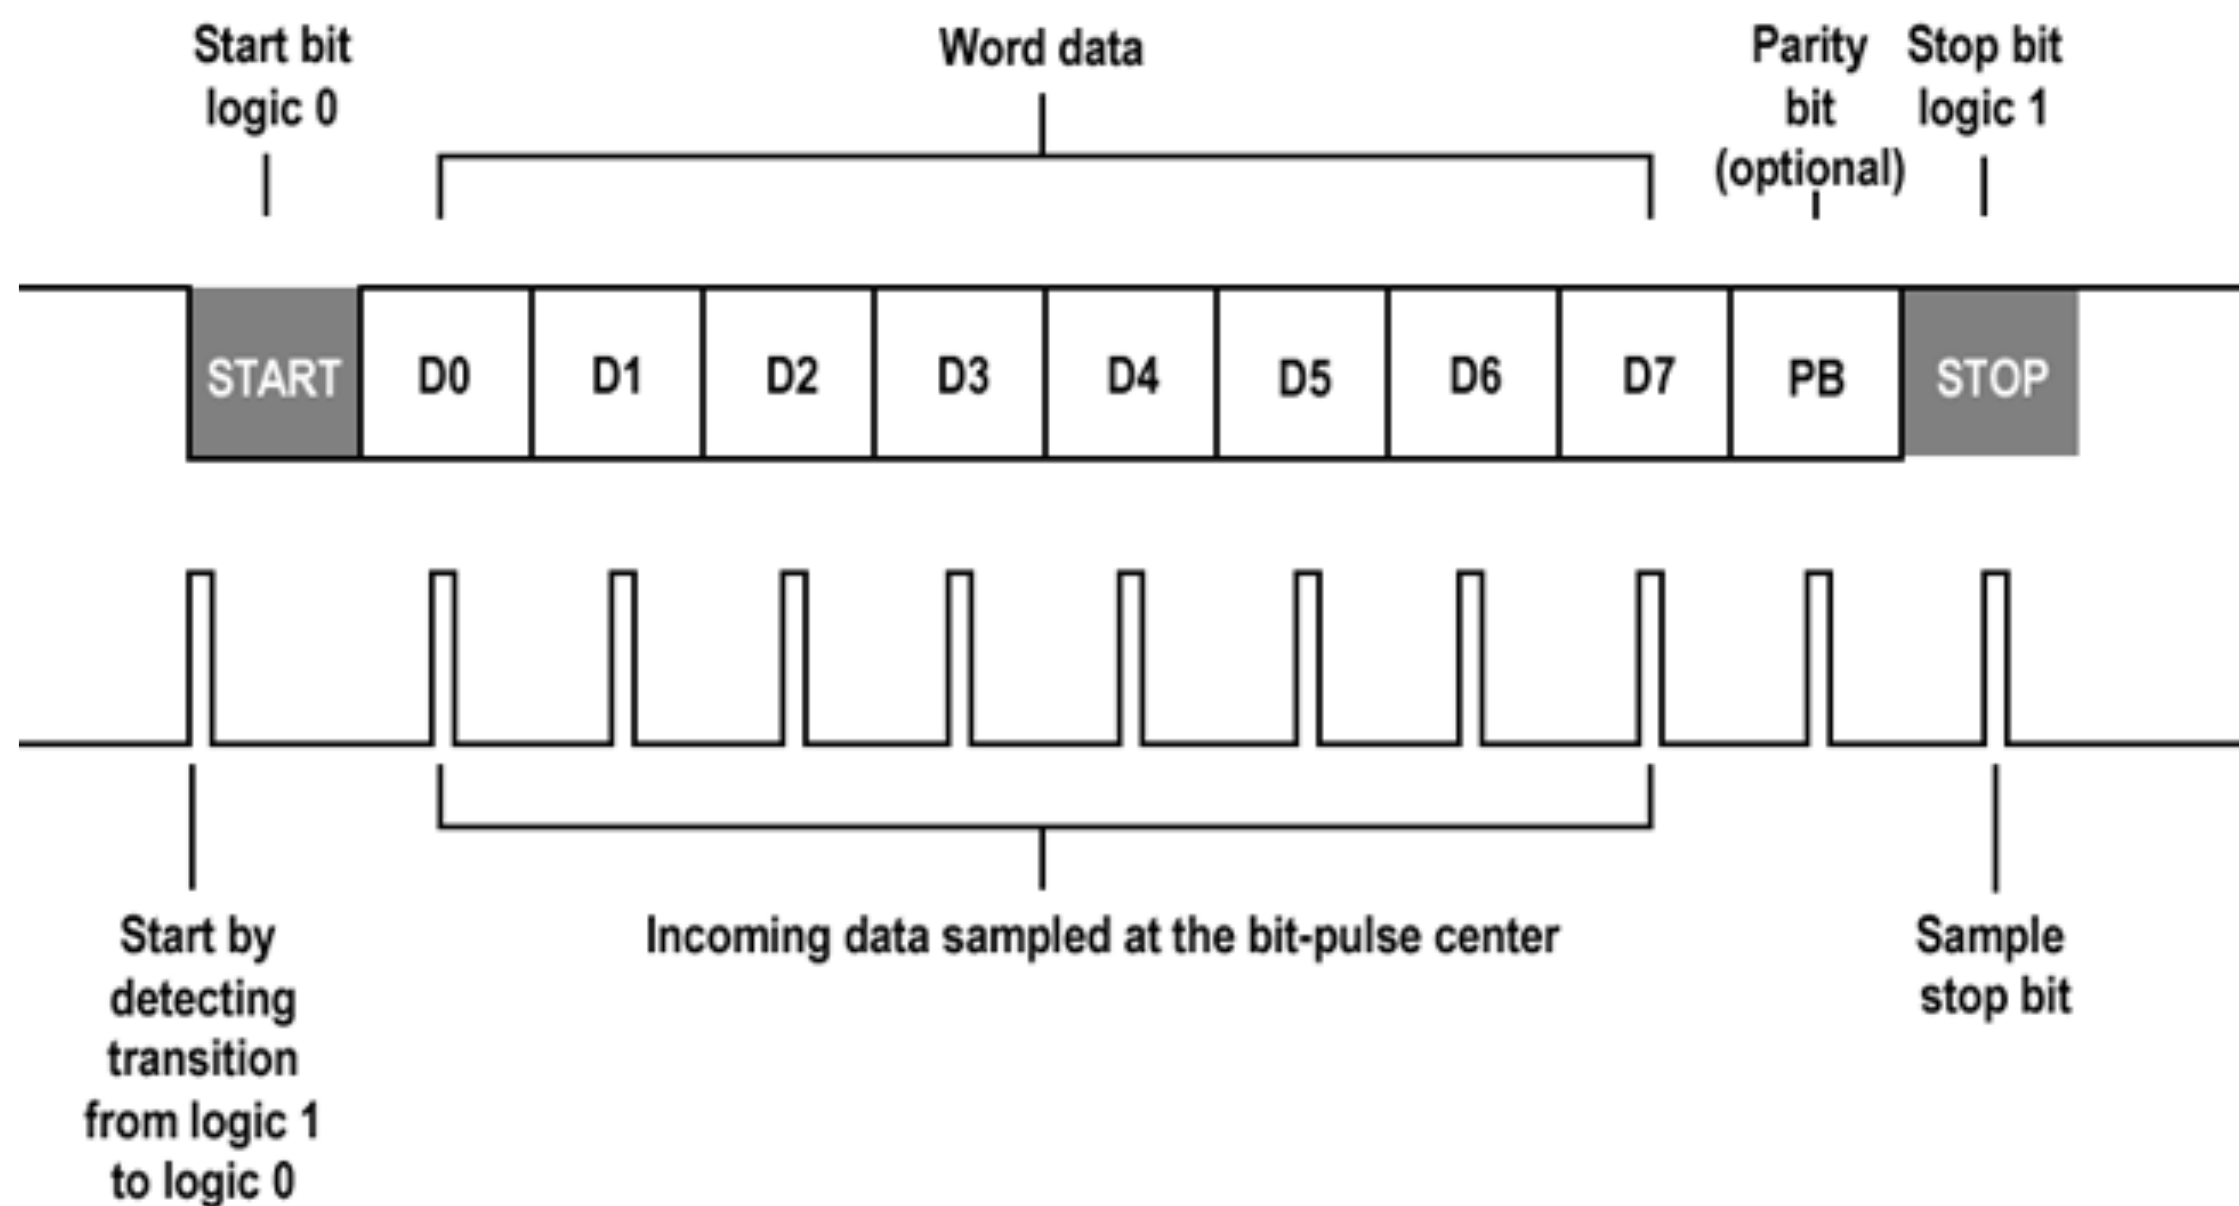 Start bit
logic 0
Word data
Parity
bit
(optional)
Stop bit
logic 1
START D0 D1 D2 D3 D4 D5 D6 D7 PB STOP
Start by
detecting
transition
from logic 1
to logic 0
Incoming data sampled at the bit-pulse center
Sample
stop bit